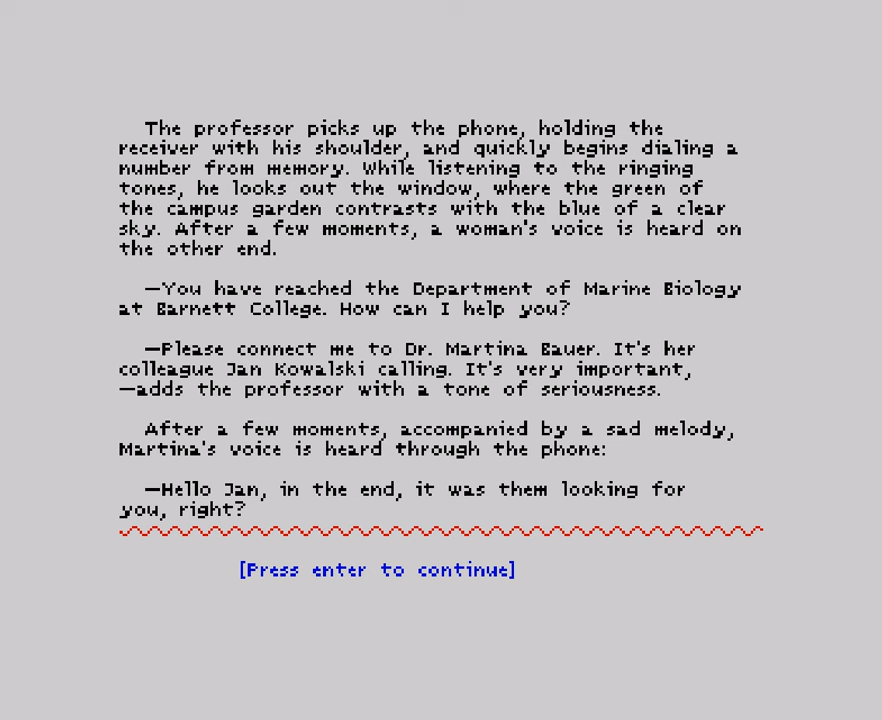 The professor picks up the phone, holding the
receiver with his shoulder, and quickly begins dialing a
number from memory. While listening to the ringing
tones, he looks out the window, where the green of
the campus garden contrasts with the blue of a clear
sky. After a few moments, a woman's voice is heard on
the other end.
—You have reached the Department of Marine Biology
at Barnett College. How can I help you?
—Please connect me to Dr. Martina Bauer. It's her
colleague Jan Kowalski calling. It's very important,
—adds the professor with a tone of seriousness.
After a few moments, accompanied by a sad melody,
Martina's voice is heard through the phone:
—Hello Jan, in the end, it was them looking for
you, right?
[Press enter to continue]